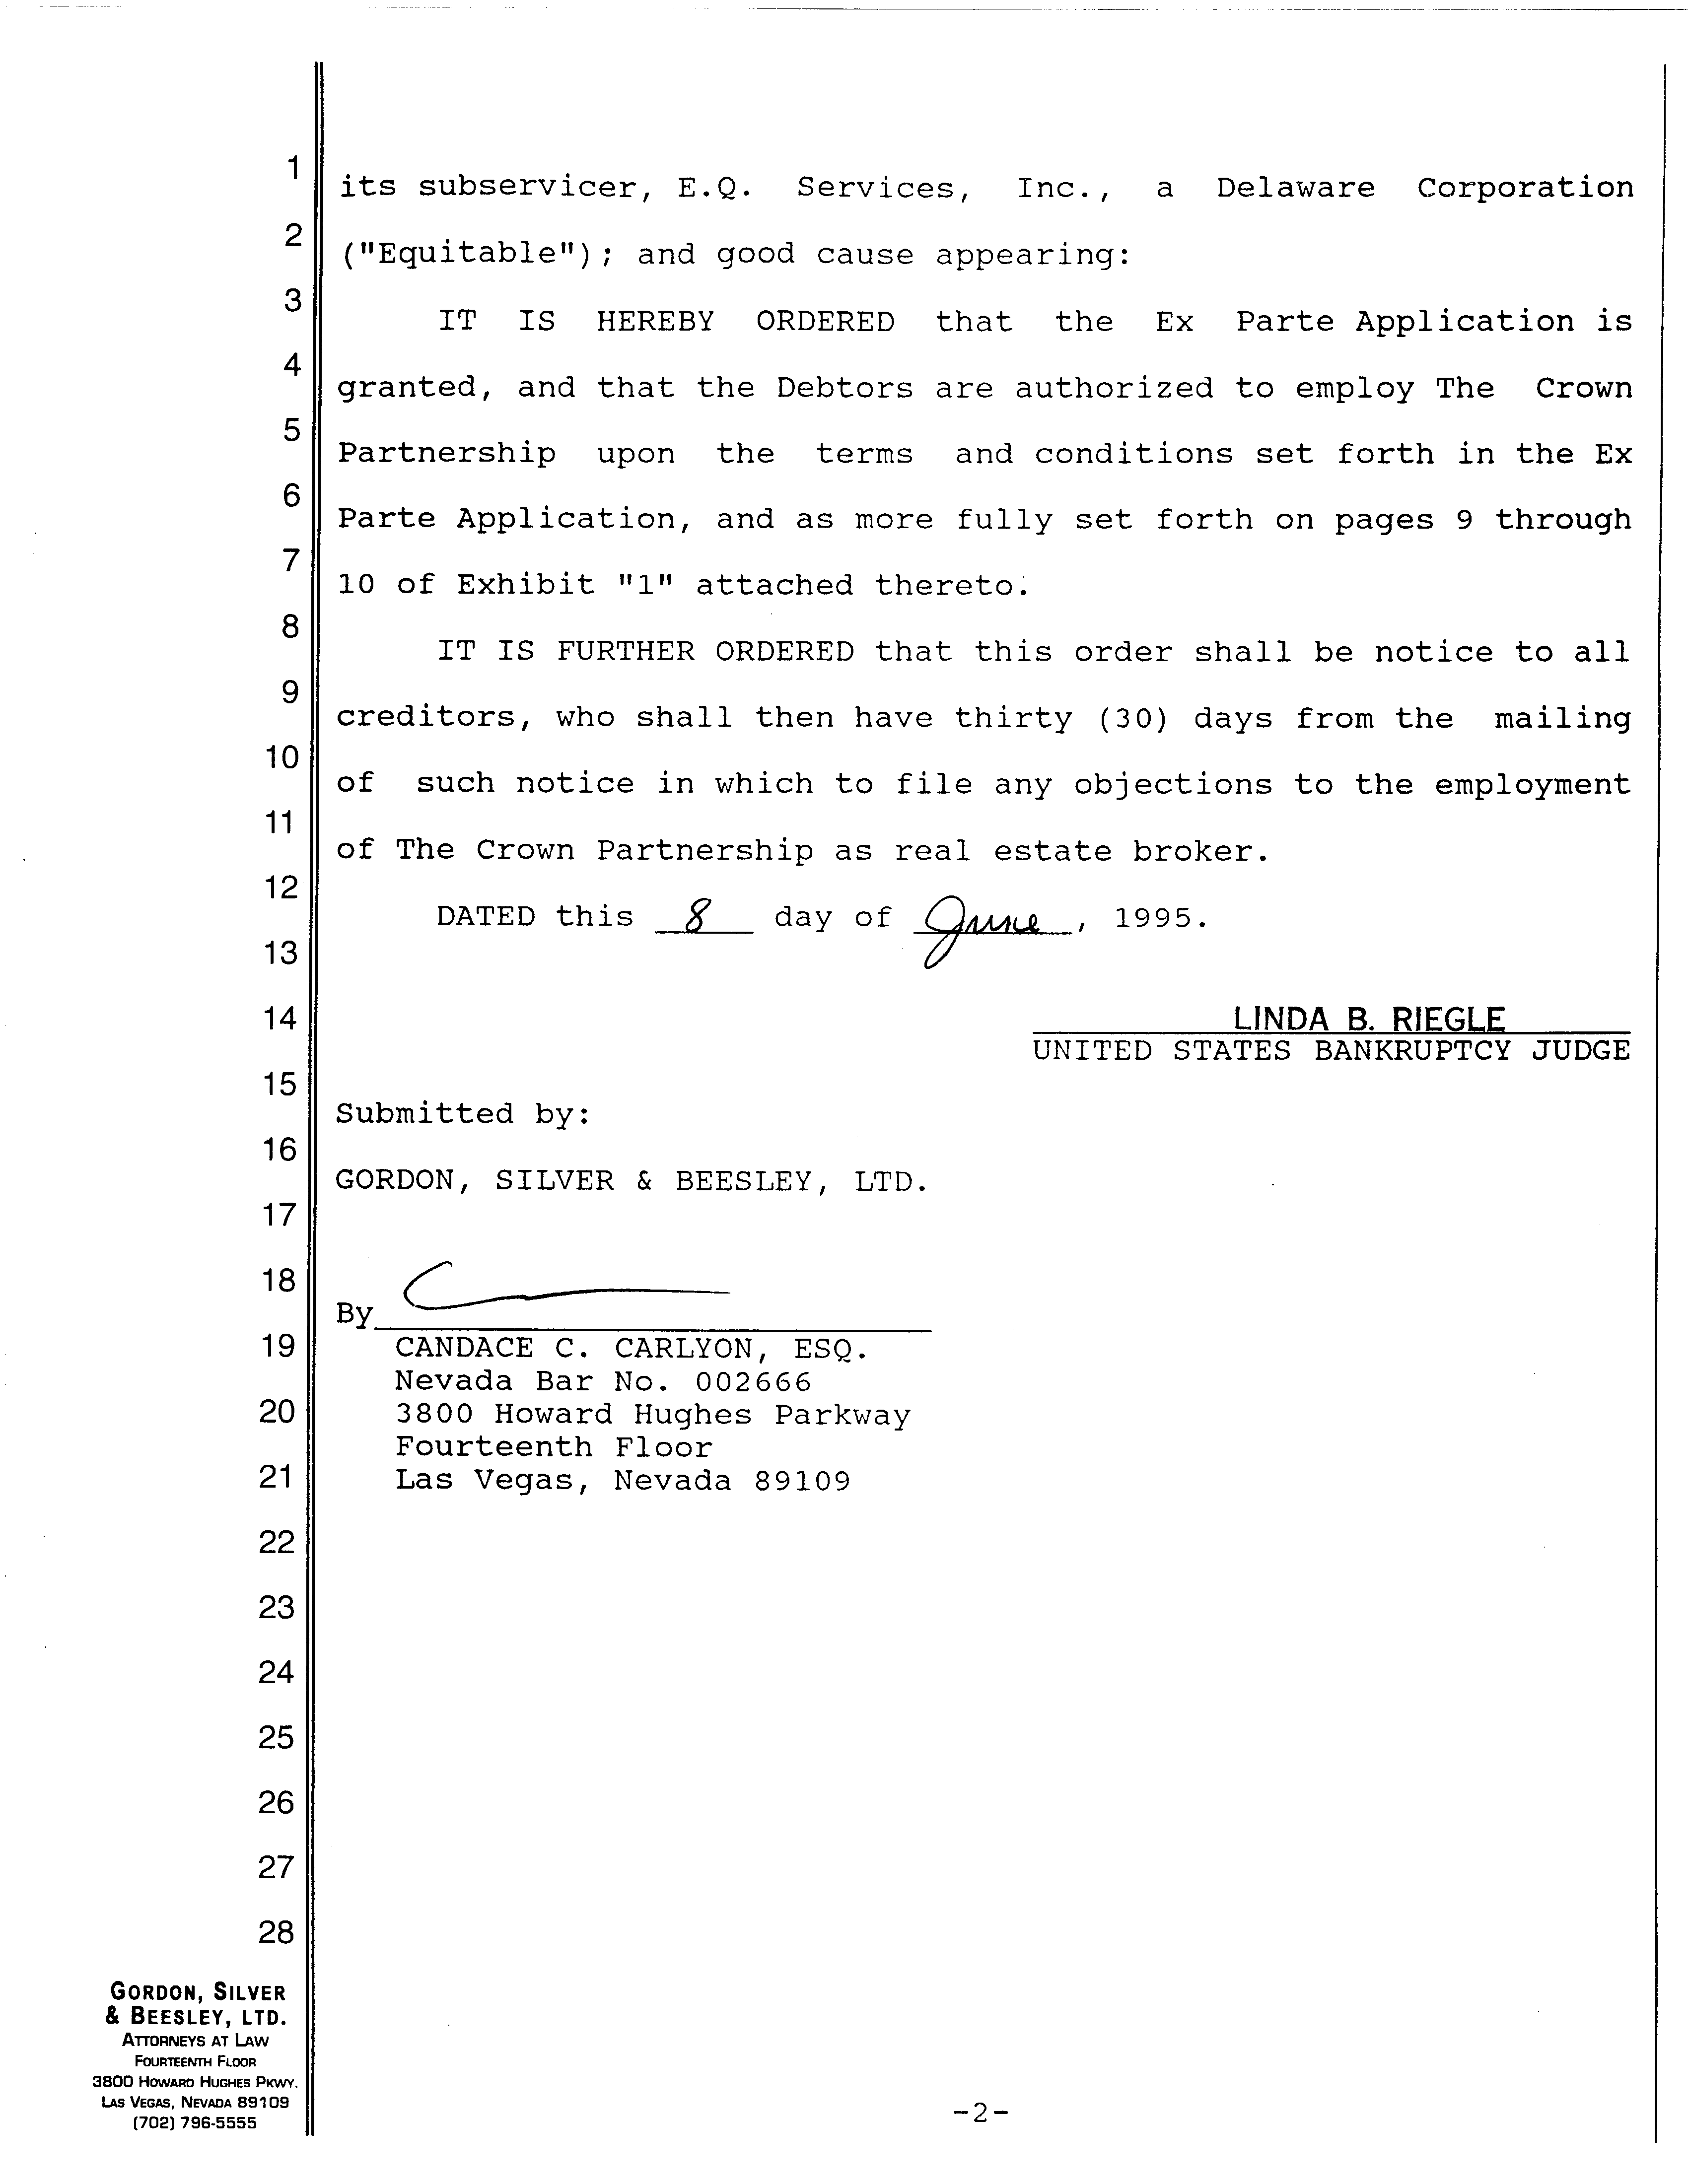 1
its subservicer, E.Q. Services, Inc., a Delaware Corporation
2
("Equitable"); and good cause appearing:
3
IT IS HEREBY ORDERED that the Ex Parte Application is
4
granted, and that the Debtors are authorized to employ The Crown
5
Partnership upon the terms and conditions set forth in the Ex
6
Parte Application, and as more fully set forth on pages 9 through
7
10 of Exhibit "1" attached thereto.
8
IT IS FURTHER ORDERED that this order shall be notice to all
9
creditors, who shall then have thirty (30) days from the mailing
10
of such notice in which to file any objections to the employment
11
of The Crown Partnership as real estate broker.
12
DATED this 8 day of June, 1995.
13
14
LINDA B. RIEGLE
UNITED STATES BANKRUPTCY JUDGE
15
Submitted by:
16
GORDON, SILVER & BEESLEY, LTD.
17
18
By
19
CANDACE C. CARLYON, ESQ.
Nevada Bar No. 002666
20
3800 Howard Hughes Parkway
Fourteenth Floor
21
Las Vegas, Nevada 89109
22
23
24
25
26
27
28
GORDON, SILVER
& BEESLEY, LTD.
ATTORNEYS AT LAW
FOURTEENTH FLOOR
3800 HOWARD HUGHES PKWY.
LAS VEGAS, NEVADA 89109
(702) 796-5555
-2-